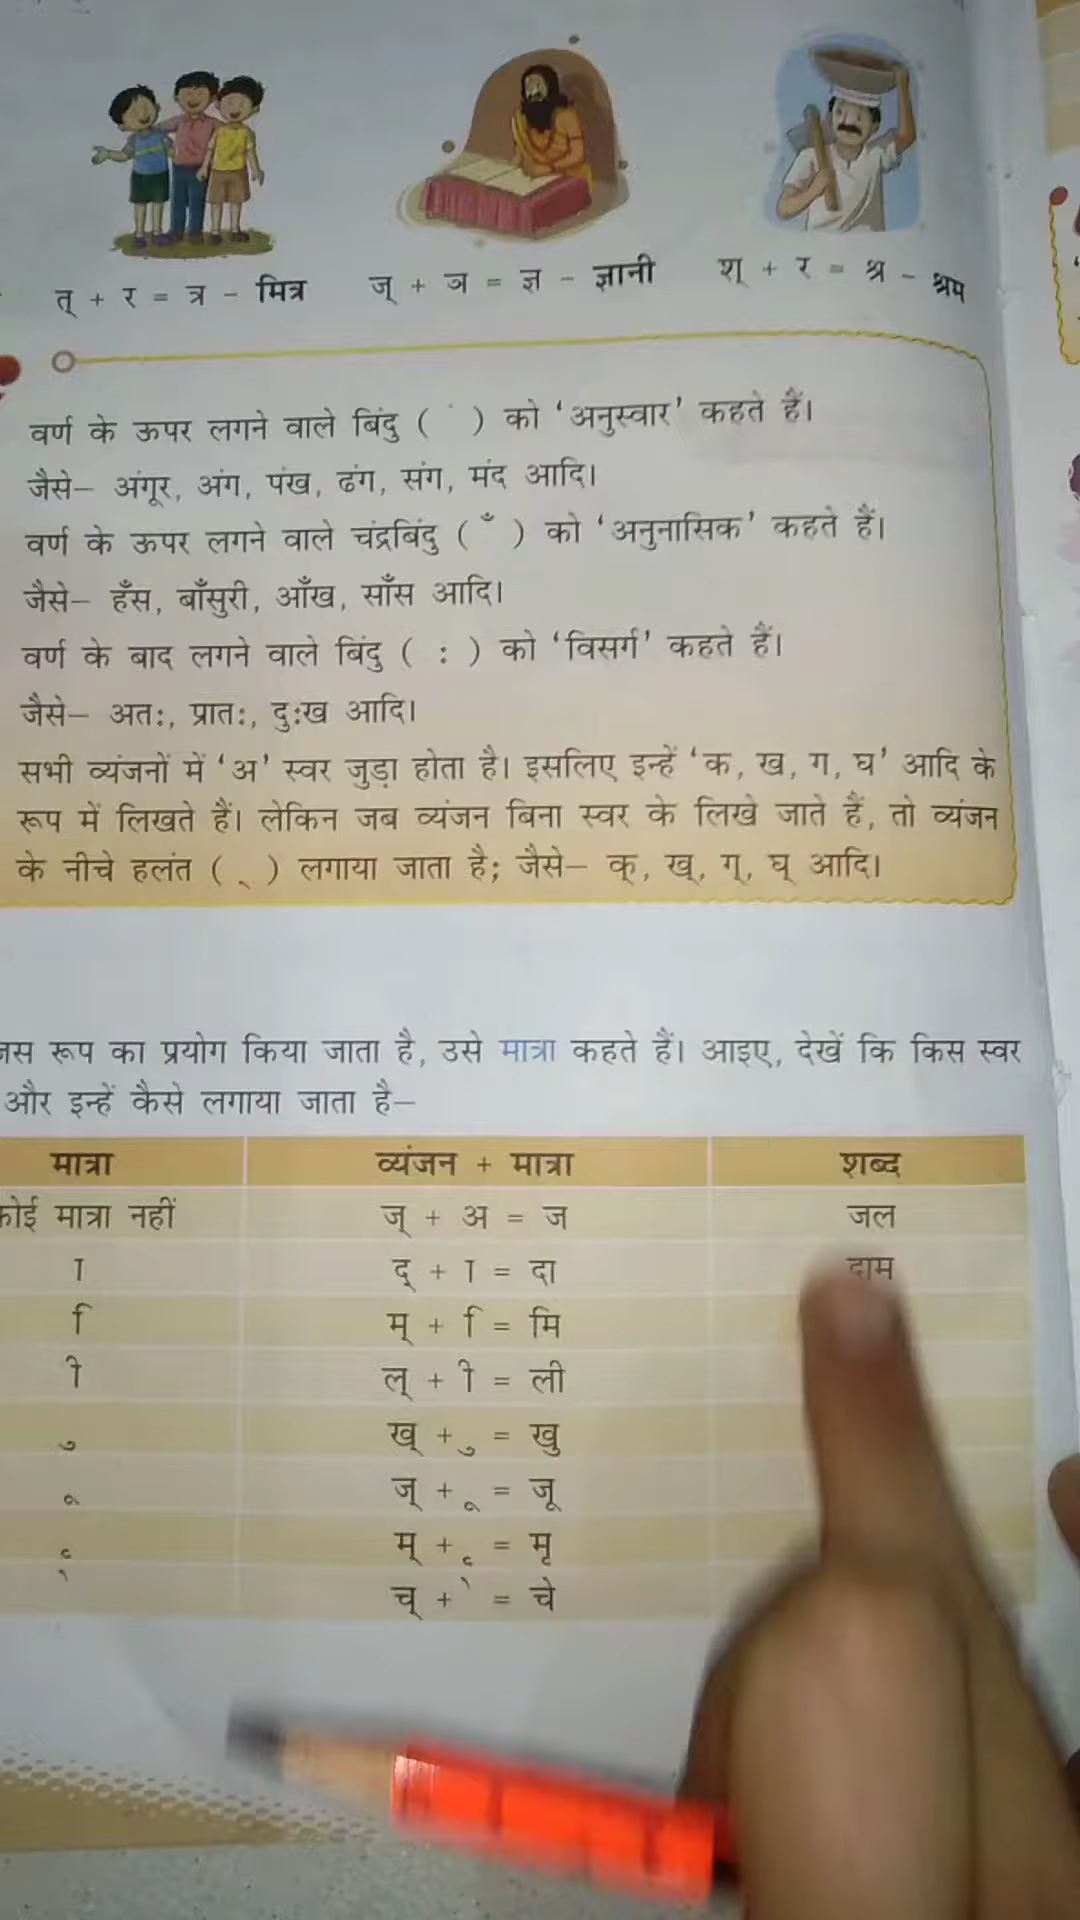 त् + र = त्र - मित्र ज् + ञ = ज्ञ - ज्ञानी श् + र = श्र - श्रम
वर्ण के ऊपर लगने वाले बिंदु ( ं ) को ‘अनुस्वार’ कहते हैं।
जैसे– अंगूर, अंग, पंख, ढंग, संग, मंद आदि।
वर्ण के ऊपर लगने वाले चंद्रबिंदु ( ँ ) को ‘अनुनासिक’ कहते हैं।
जैसे– हँस, बाँसुरी, आँख, साँस आदि।
वर्ण के बाद लगने वाले बिंदु ( : ) को ‘विसर्ग’ कहते हैं।
जैसे– अतः, प्रातः, दुःख आदि।
सभी व्यंजनों में ‘अ’ स्वर जुड़ा होता है। इसलिए इन्हें ‘क, ख, ग, घ’ आदि के
रूप में लिखते हैं। लेकिन जब व्यंजन बिना स्वर के लिखे जाते हैं, तो व्यंजन
के नीचे हलंत ( ् ) लगाया जाता है; जैसे– क्, ख्, ग्, घ् आदि।
रूप का प्रयोग किया जाता है, उसे मात्रा कहते हैं। आइए, देखें कि किस स्वर
और इन्हें कैसे लगाया जाता है–
मात्रा व्यंजन + मात्रा शब्द
कोई मात्रा नहीं ज् + अ = ज जल
ा द् + ा = दा दाम
ि म् + ि = मि
ी ल् + ी = ली
ु ख् + ु = खु
ू ज् + ू = जू
ृ म् + ृ = मृ
े च् + े = चे